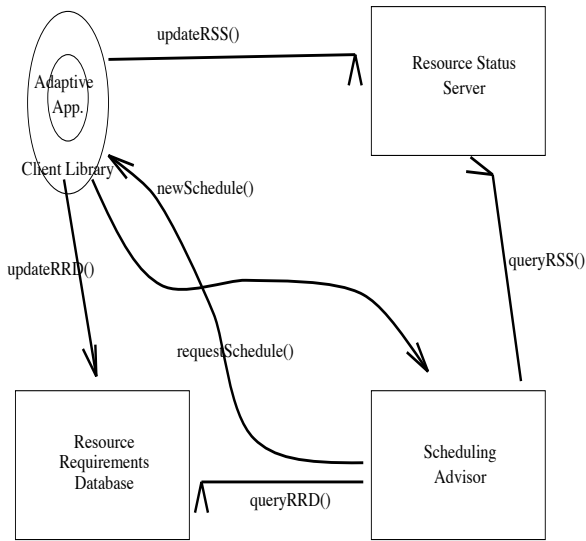 updateRSS()
Resource Status
Server
Adaptive
App.
Client Library
newSchedule()
updateRRD()
queryRSS()
requestSchedule()
Resource
Requirements
Database
Scheduling
Advisor
queryRRD()